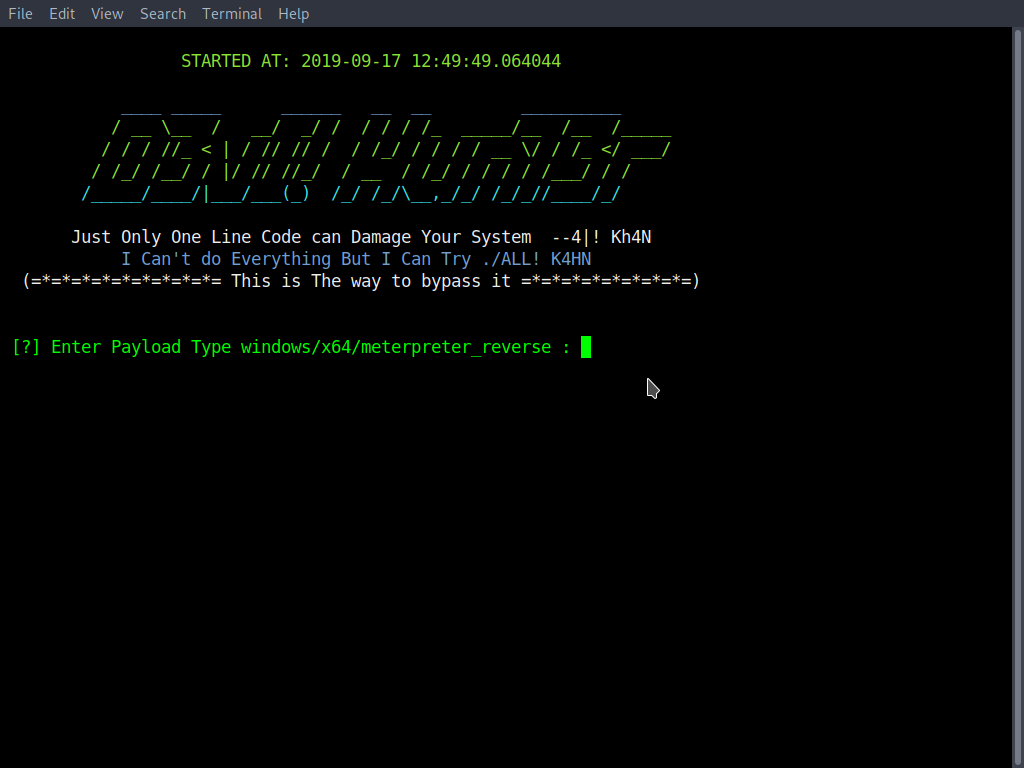 File Edit View Search Terminal Help
STARTED AT: 2019-09-17 12:49:49.064044
Just Only One Line Code can Damage Your System --4|! Kh4N
I Can't do Everything But I Can Try ./ALL! K4HN
(=*=*=*=*=*=*=*=*=*= This is The way to bypass it =*=*=*=*=*=*=*=*=)
[?] Enter Payload Type windows/x64/meterpreter_reverse :